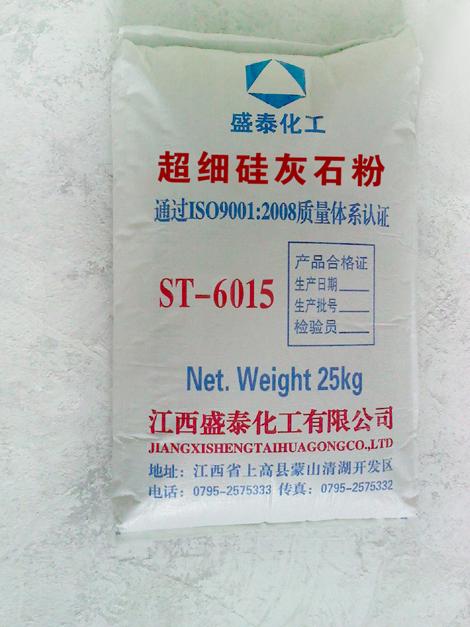 盛泰化工
超细硅灰石粉
通过ISO9001:2008质量体系认证
ST-6015
产品合格证
生产日期
生产批号
检验员
Net. Weight 25kg
江西盛泰化工有限公司
JIANGXISHENGTAIHUAGONGCO.,LTD
地址：江西省上高县蒙山清湖开发区
电话：0795-2575333 传真：0795-2575332